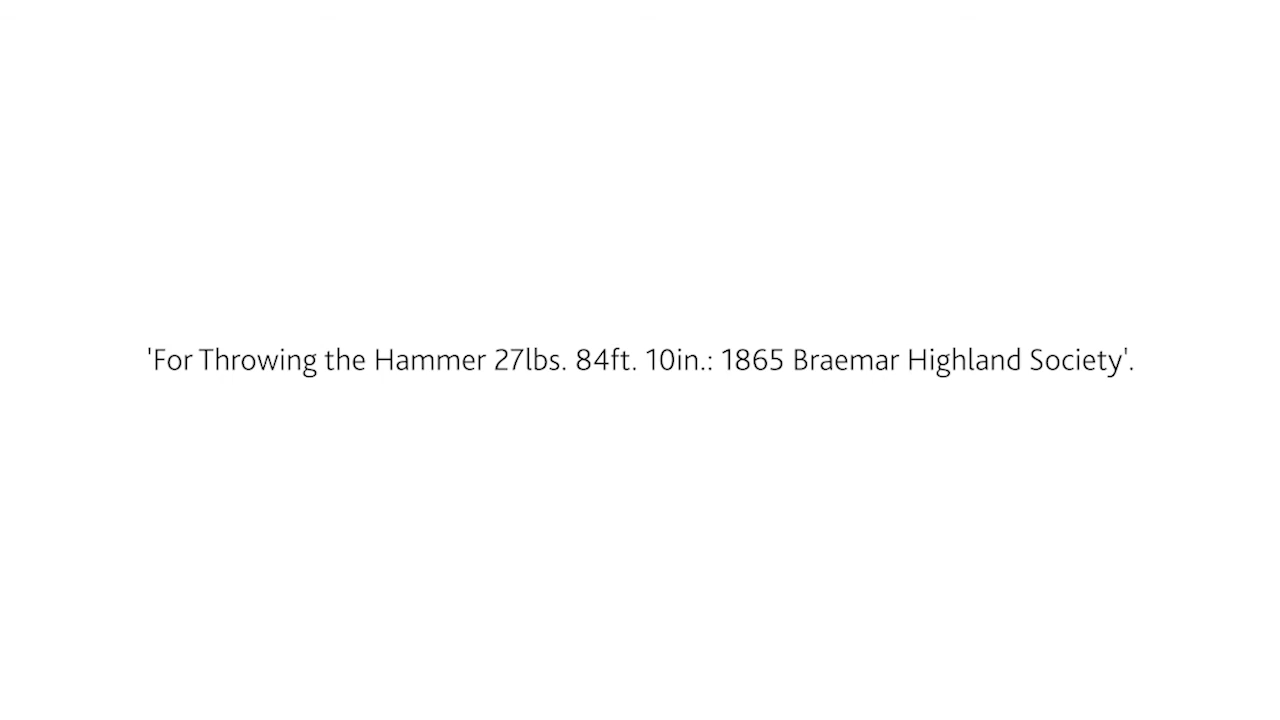 'For Throwing the Hammer 27lbs. 84ft. 10in.: 1865 Braemar Highland Society'.